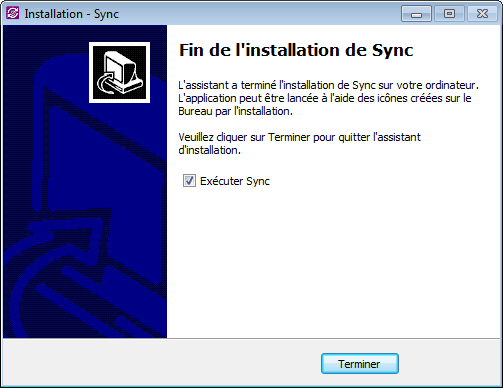 Installation - Sync
Fin de l'installation de Sync
L'assistant a terminé l'installation de Sync sur votre ordinateur.
L'application peut être lancée à l'aide des icônes créées sur le
Bureau par l'installation.
Veuillez cliquer sur Terminer pour quitter l'assistant
d'installation.
Exécuter Sync
Terminer